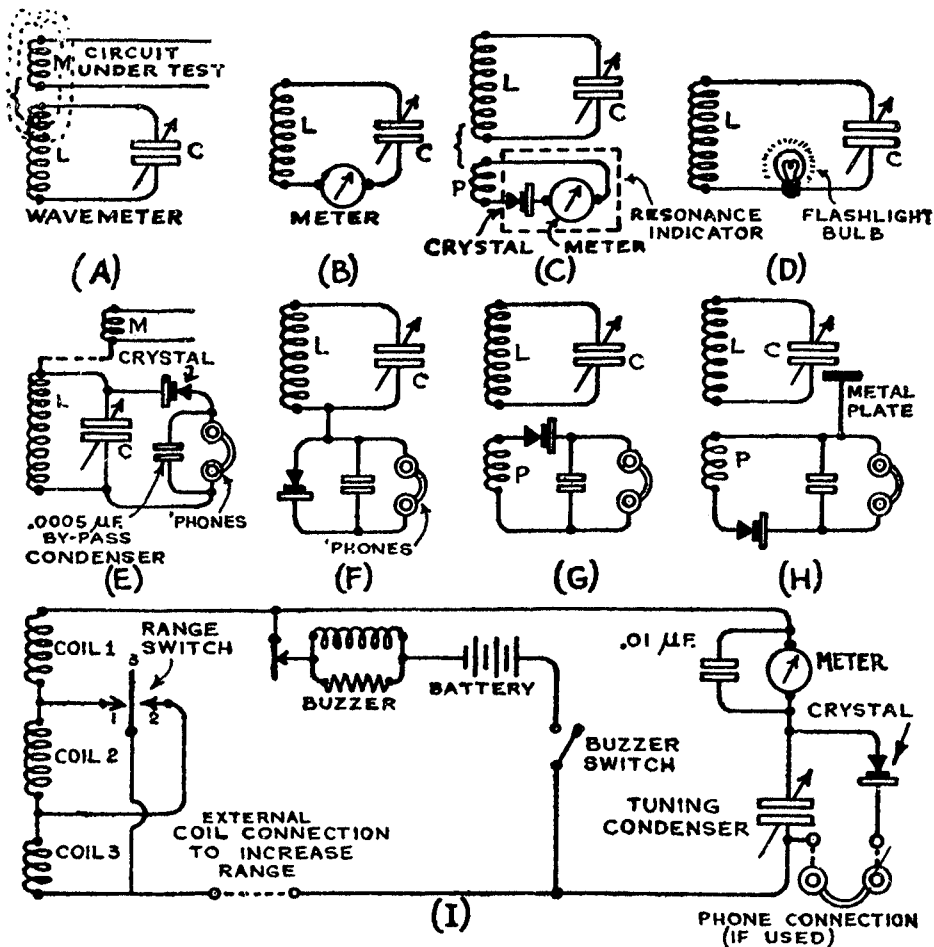 M CIRCUIT
UNDER TEST
L C
WAVEMETER
(A)
L C
METER
(B)
L C
P
CRYSTAL METER
RESONANCE
INDICATOR
(C)
L C
FLASHLIGHT
BULB
(D)
M
CRYSTAL
L
C
.0005 µF.
BY-PASS
CONDENSER
'PHONES
(E)
L
C
'PHONES
(F)
L
C
P
(G)
L C
METAL
PLATE
P
(H)
COIL 1
RANGE
SWITCH
3
1 2
COIL 2
COIL 3
BUZZER
BATTERY
BUZZER
SWITCH
EXTERNAL
COIL CONNECTION
TO INCREASE
RANGE
.01 µF.
METER
CRYSTAL
TUNING
CONDENSER
PHONE CONNECTION
(IF USED)
(I)